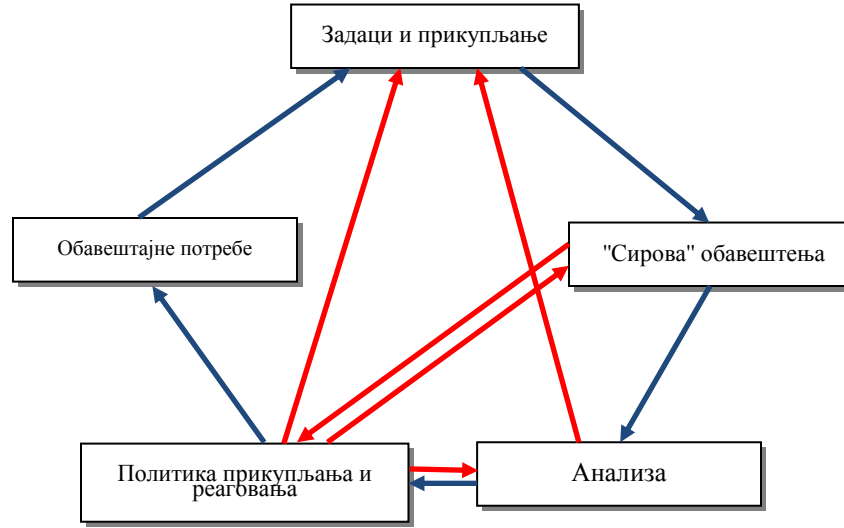 Задаци и прикупљање
Обавештајне потребе
"Сирова" обавештења
Политика прикупљања и
реаговања
Анализа